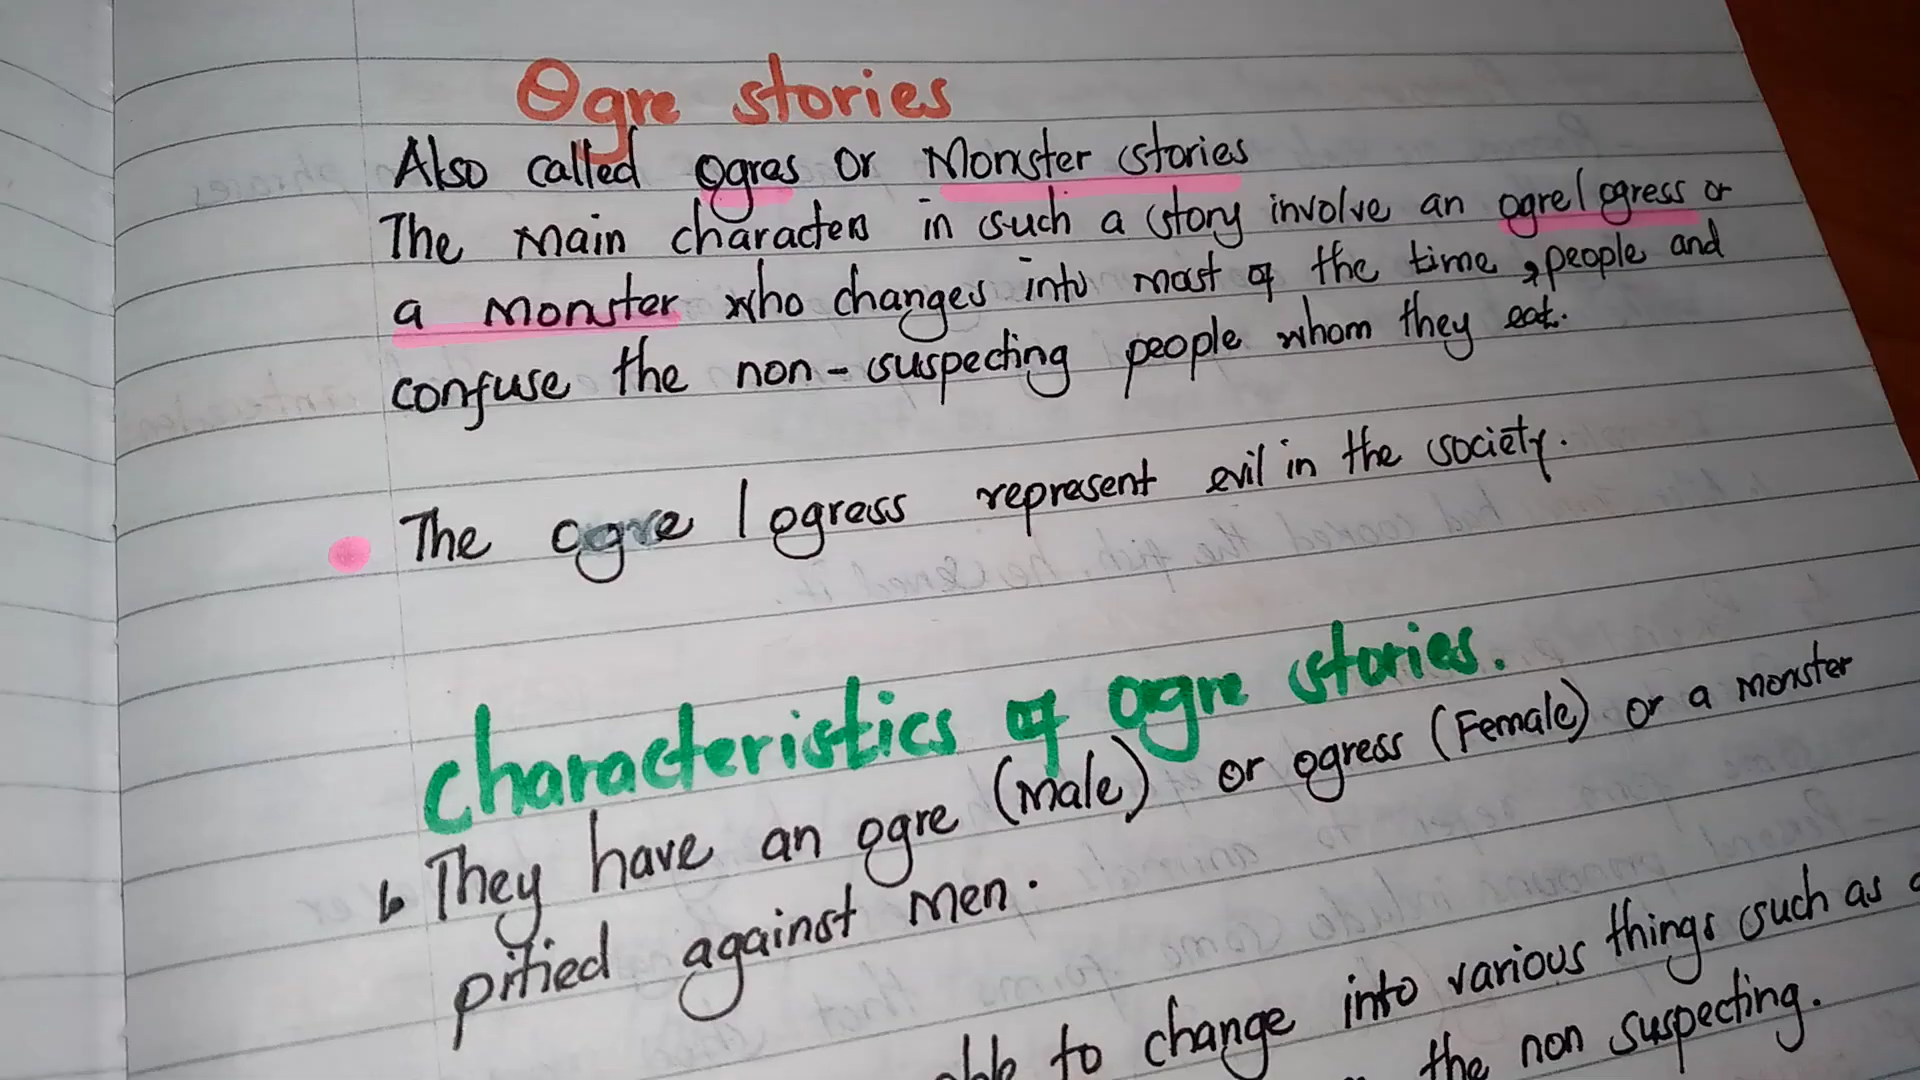 Ogre stories
Also called ogres or Monster stories
The main characters in such a story involve an ogre/ogress or
a monster who changes into most of the time, people and
confuse the non-suspecting people whom they eat.
The ogre / ogress represent evil in the society.
Characteristics of ogre stories.
They have an ogre (male) or ogress (Female) or a monster
pitied against men.
to change into various things such as
the non suspecting.